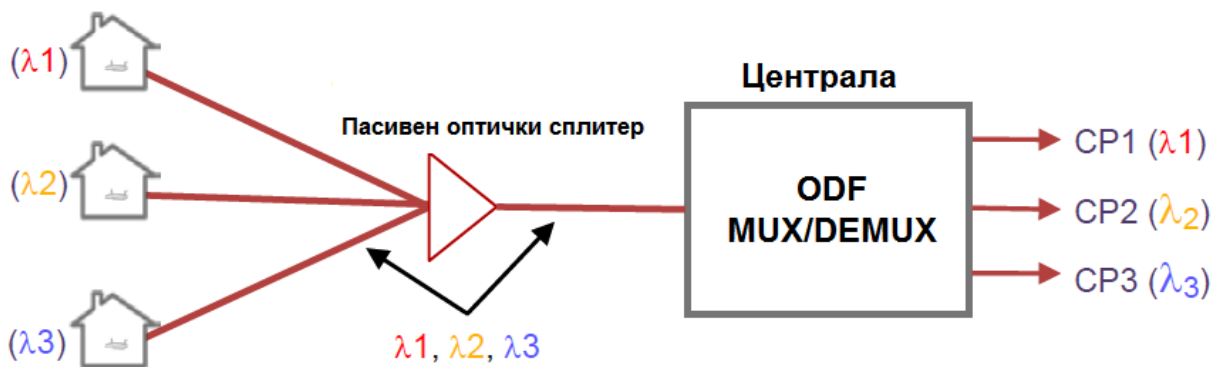 (λ1)
Централа
Пасивен оптички сплитер
CP1 (λ1)
(λ2)
ODF
MUX/DEMUX
CP2 (λ2)
CP3 (λ3)
(λ3)
λ1, λ2, λ3